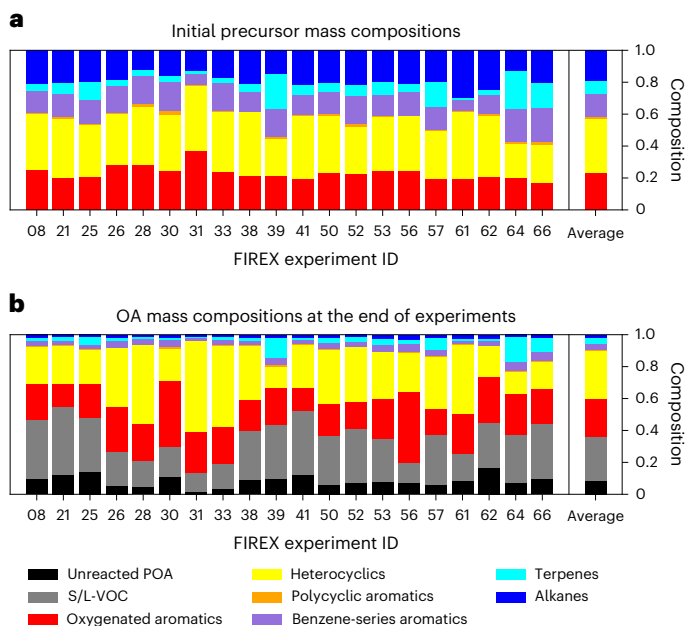 a
Initial precursor mass compositions
1.0
0.8
0.6
0.4
0.2
0
Composition
08 21 25 26 28 30 31 33 38 39 41 50 52 53 56 57 61 62 64 66 Average
FIREX experiment ID
b
OA mass compositions at the end of experiments
1.0
0.8
0.6
0.4
0.2
0
Composition
08 21 25 26 28 30 31 33 38 39 41 50 52 53 56 57 61 62 64 66 Average
FIREX experiment ID
Unreacted POA
S/L-VOC
Oxygenated aromatics
Heterocyclics
Polycyclic aromatics
Benzene-series aromatics
Terpenes
Alkanes